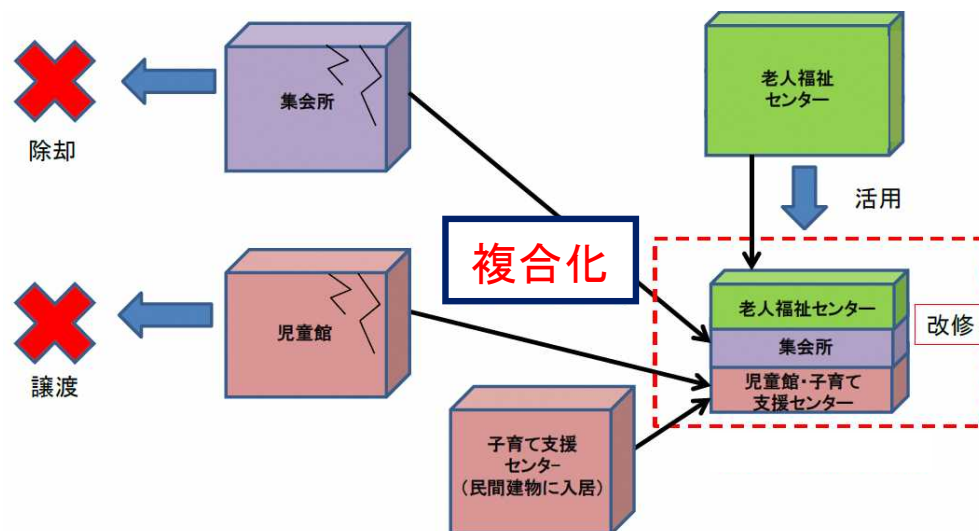 集会所
老人福祉
センター
除却
活用
複合化
児童館
老人福祉センター
集会所
児童館・子育て
支援センター
改修
譲渡
子育て支援
センター
（民間建物に入居）